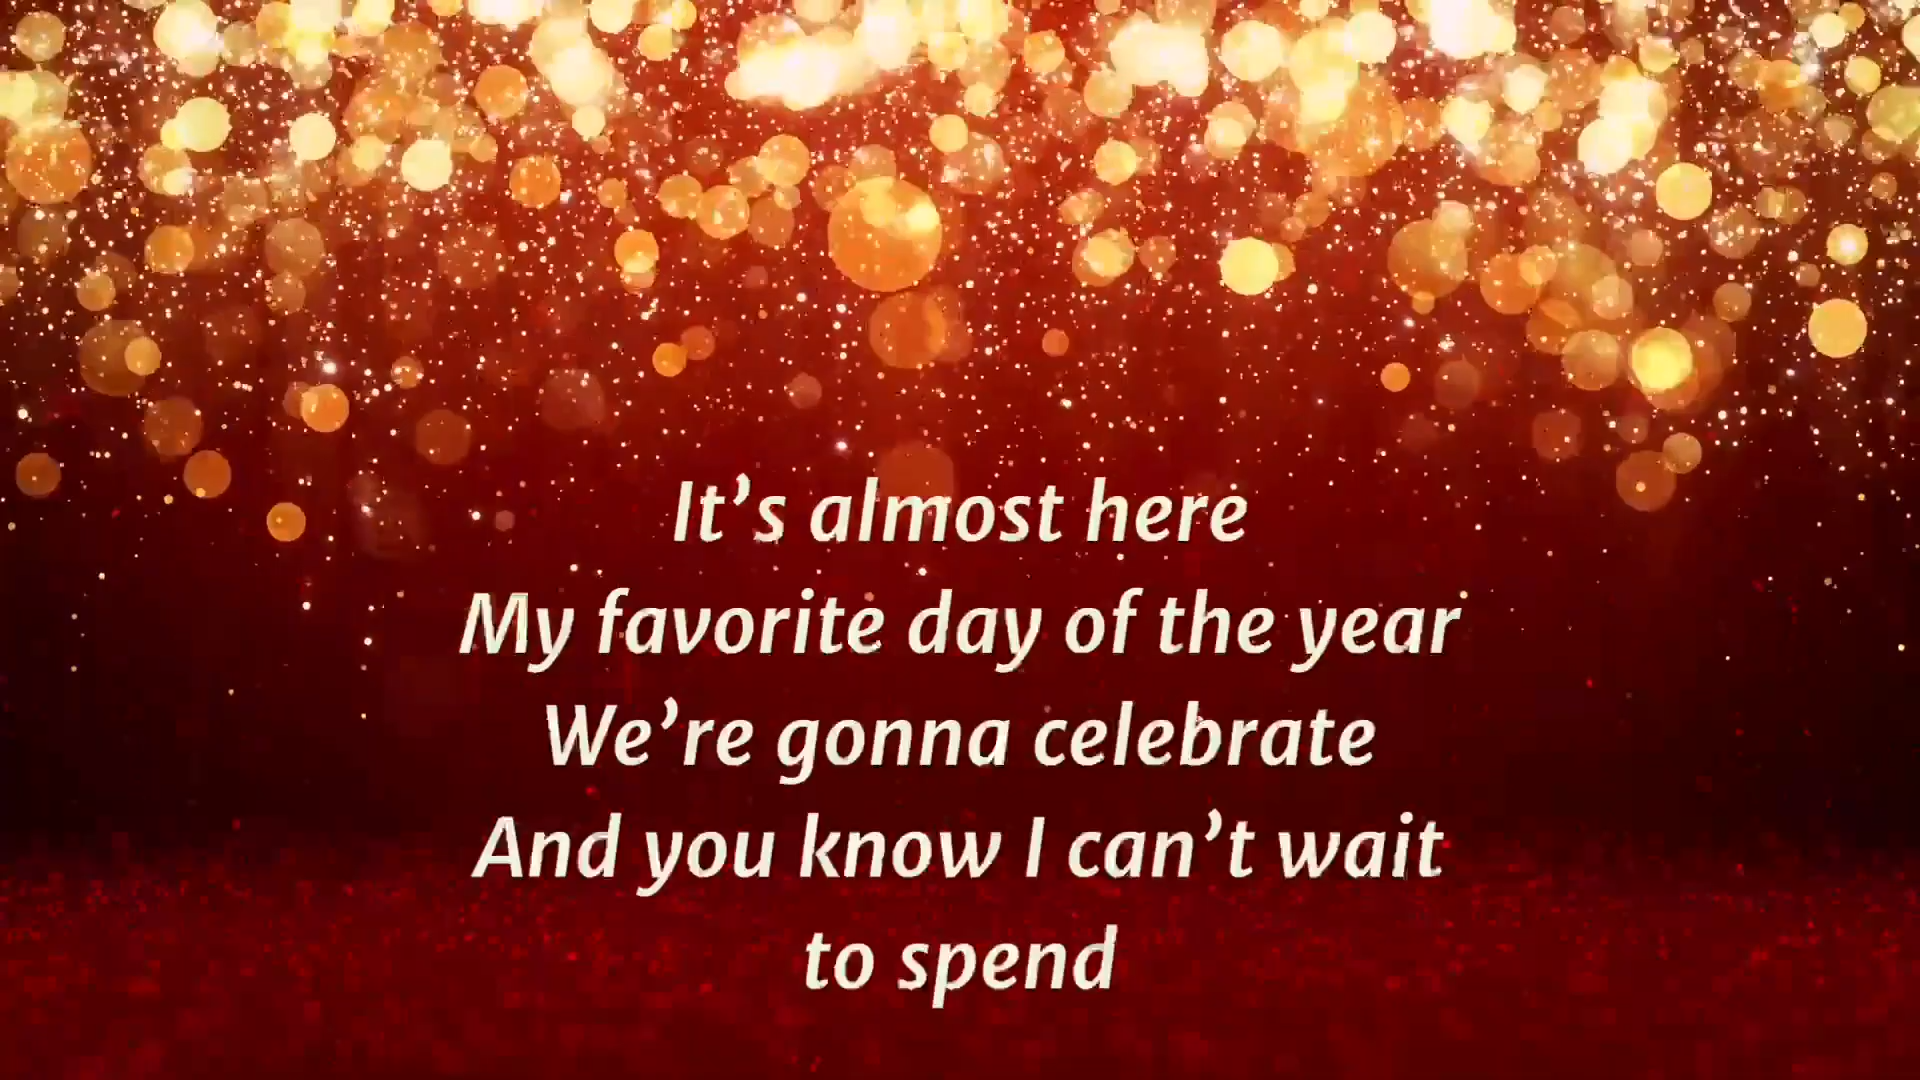 It’s almost here
My favorite day of the year
We’re gonna celebrate
And you know I can’t wait
to spend